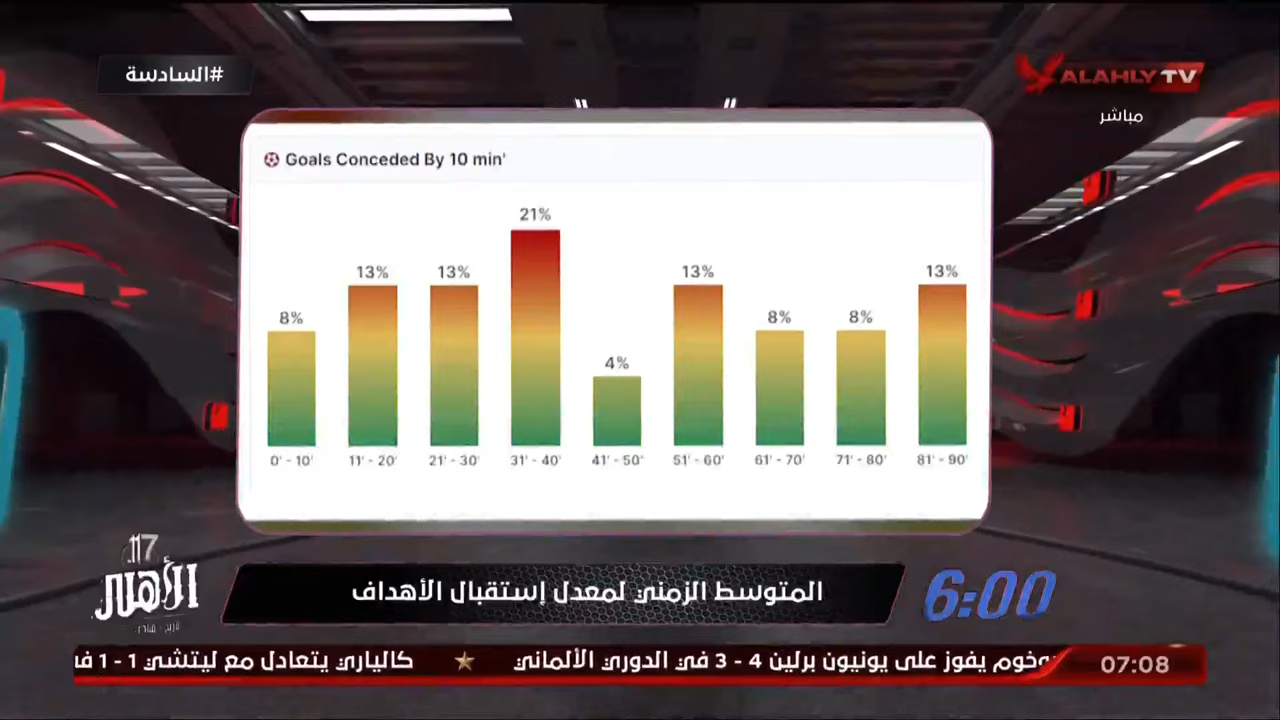 #السادسة
ALAHLY TV
مباشر
Goals Conceded By 10 min'
21%
13% 13% 13% 13%
8% 8% 8%
4%
0' - 10' 11' - 20' 21' - 30' 31' - 40' 41' - 50' 51' - 60' 61' - 70' 71' - 80' 81' - 90'
117
الأهلي
المتوسط الزمني لمعدل إستقبال الأهداف
6:00
وخوم يفوز على يونيون برلين 4 - 3 في الدوري الألماني ★ كالياري يتعادل مع ليتشي 1 - 1
07:08